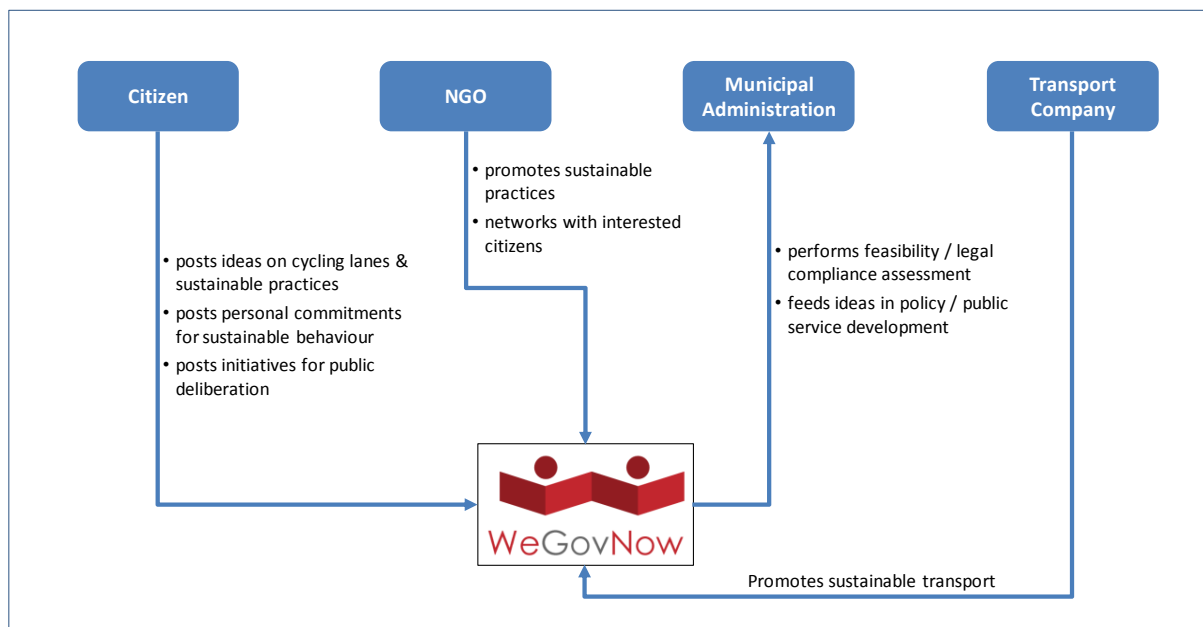 Citizen
NGO
Municipal
Administration
Transport
Company
• promotes sustainable
practices
• networks with interested
citizens
• posts ideas on cycling lanes &
sustainable practices
• posts personal commitments
for sustainable behaviour
• posts initiatives for public
deliberation
• performs feasibility / legal
compliance assessment
• feeds ideas in policy / public
service development
WeGovNow
Promotes sustainable transport